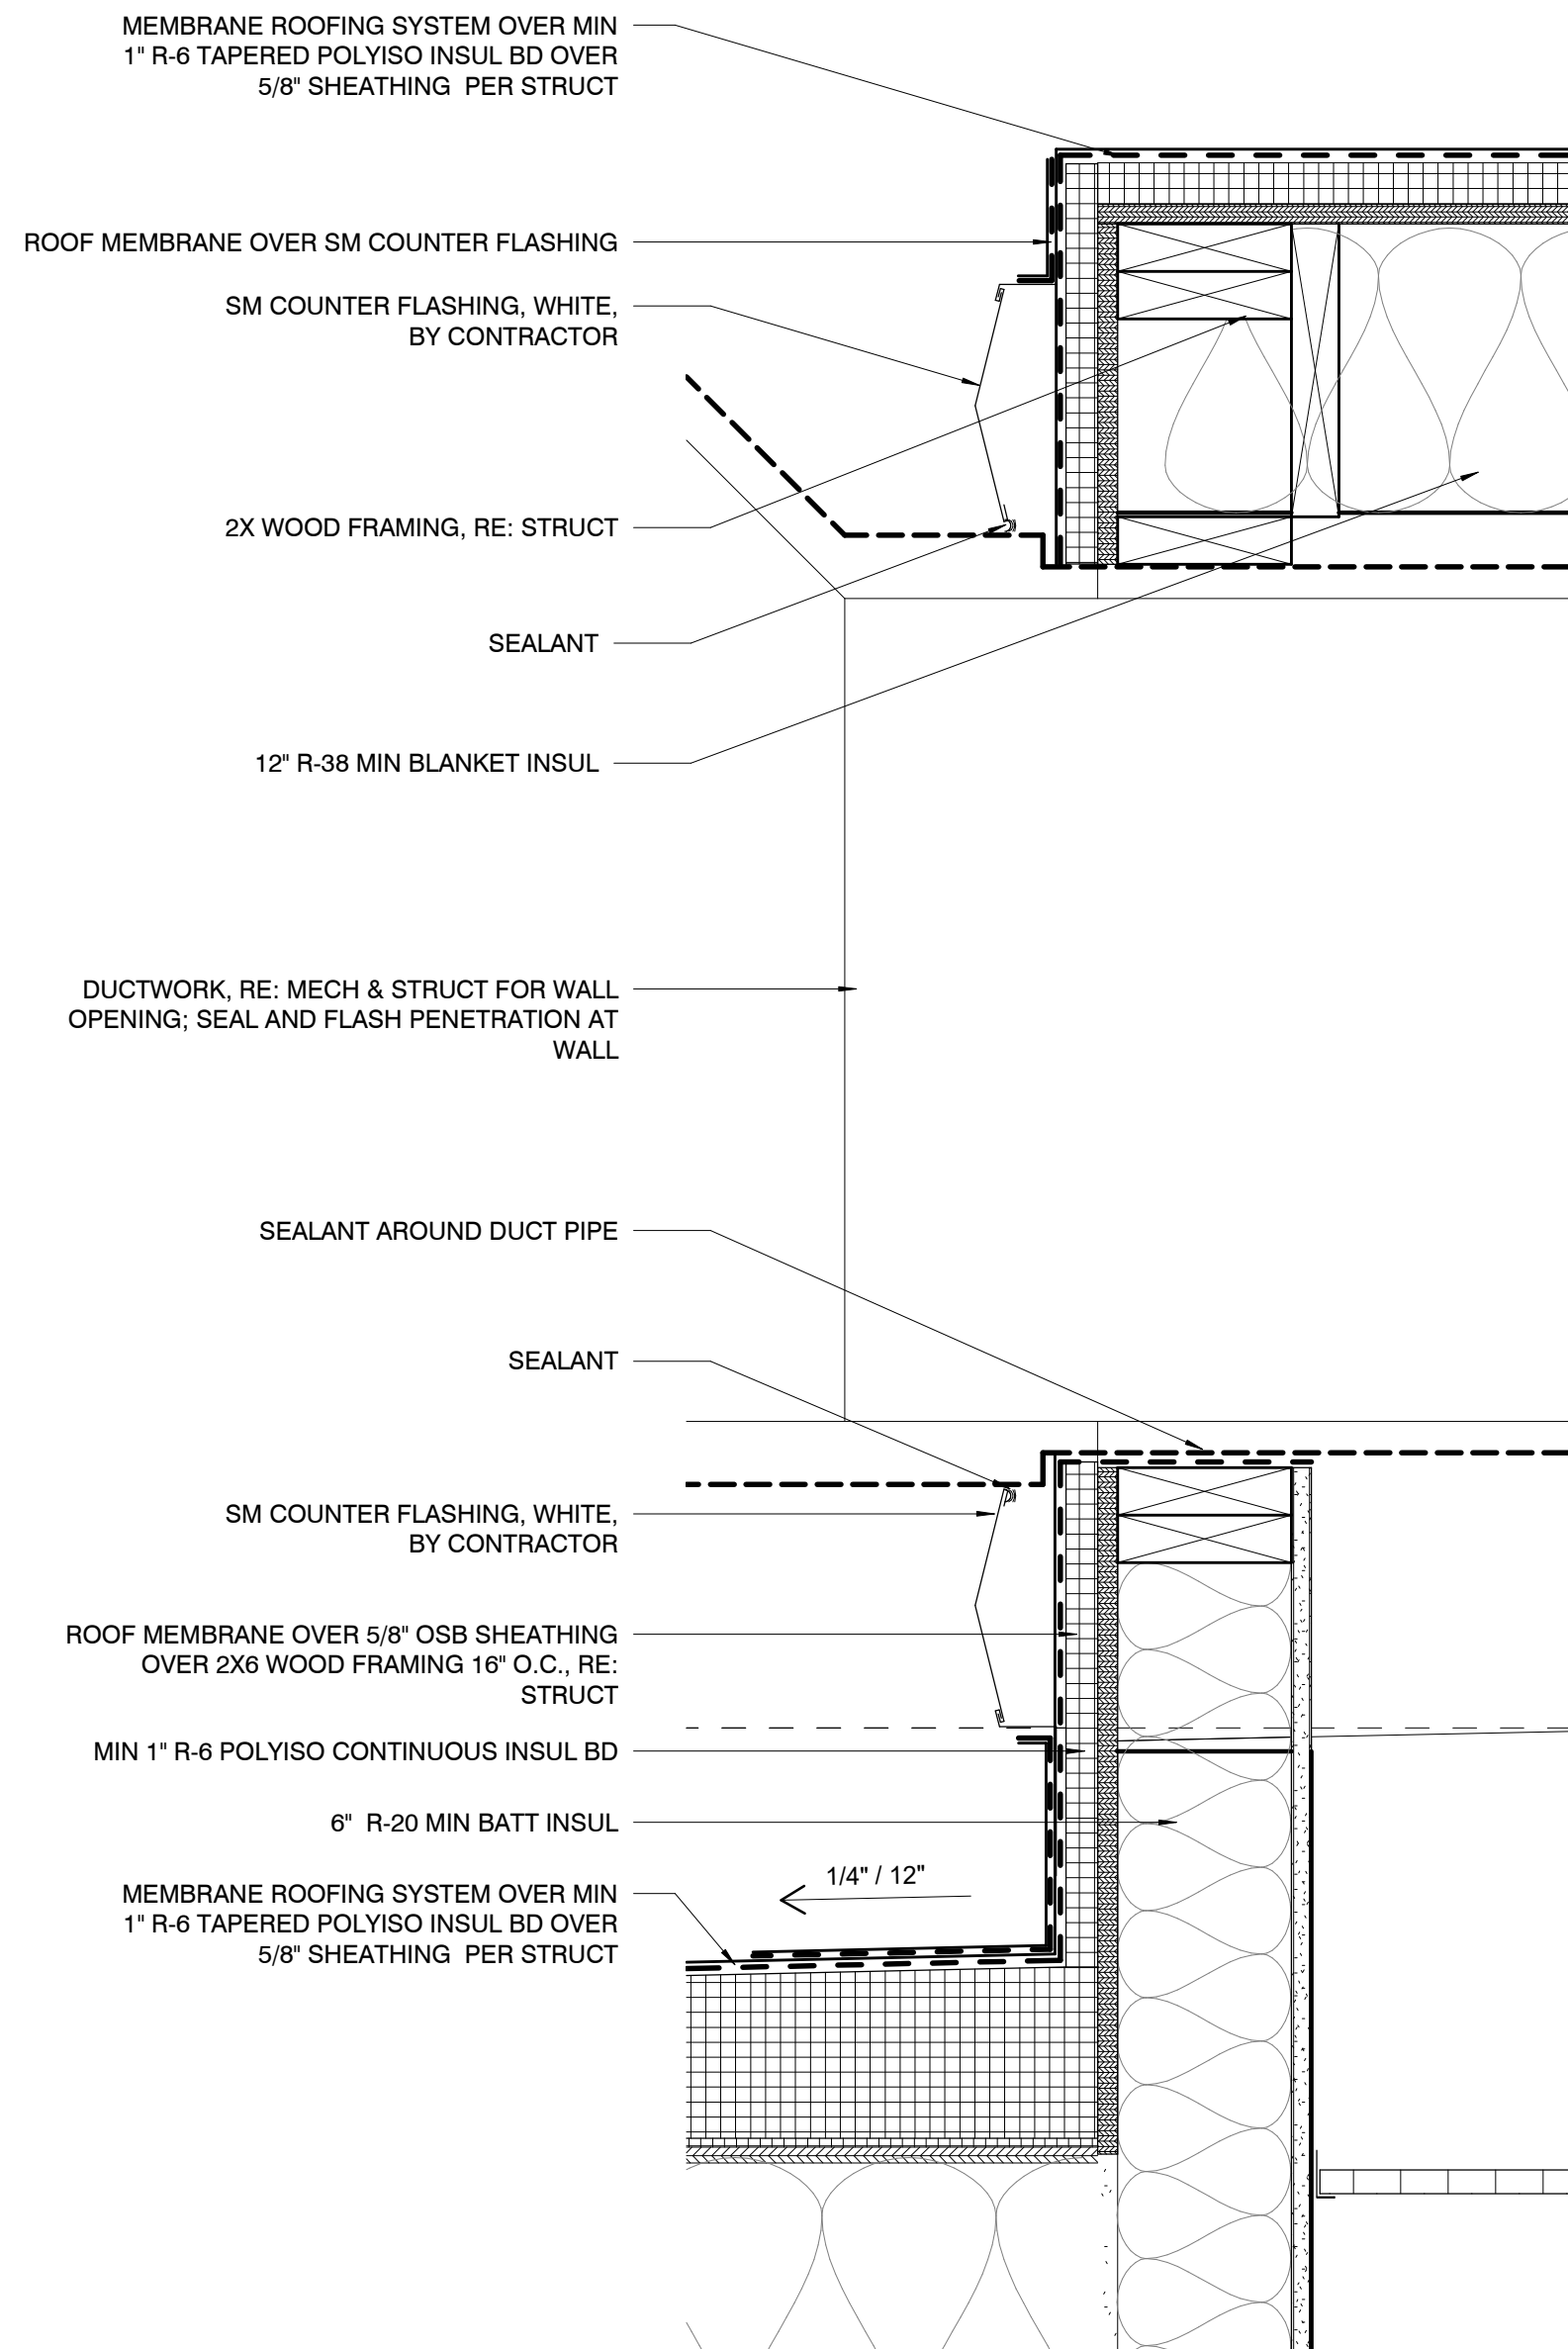 MEMBRANE ROOFING SYSTEM OVER MIN
1" R-6 TAPERED POLYISO INSUL BD OVER
5/8" SHEATHING  PER STRUCT
ROOF MEMBRANE OVER SM COUNTER FLASHING
SM COUNTER FLASHING, WHITE,
BY CONTRACTOR
2X WOOD FRAMING, RE: STRUCT
SEALANT
12" R-38 MIN BLANKET INSUL
DUCTWORK, RE: MECH & STRUCT FOR WALL
OPENING; SEAL AND FLASH PENETRATION AT
WALL
SEALANT AROUND DUCT PIPE
SEALANT
SM COUNTER FLASHING, WHITE,
BY CONTRACTOR
ROOF MEMBRANE OVER 5/8" OSB SHEATHING
OVER 2X6 WOOD FRAMING 16" O.C., RE:
STRUCT
MIN 1" R-6 POLYISO CONTINUOUS INSUL BD
6"  R-20 MIN BATT INSUL
1/4" / 12"
MEMBRANE ROOFING SYSTEM OVER MIN
1" R-6 TAPERED POLYISO INSUL BD OVER
5/8" SHEATHING  PER STRUCT